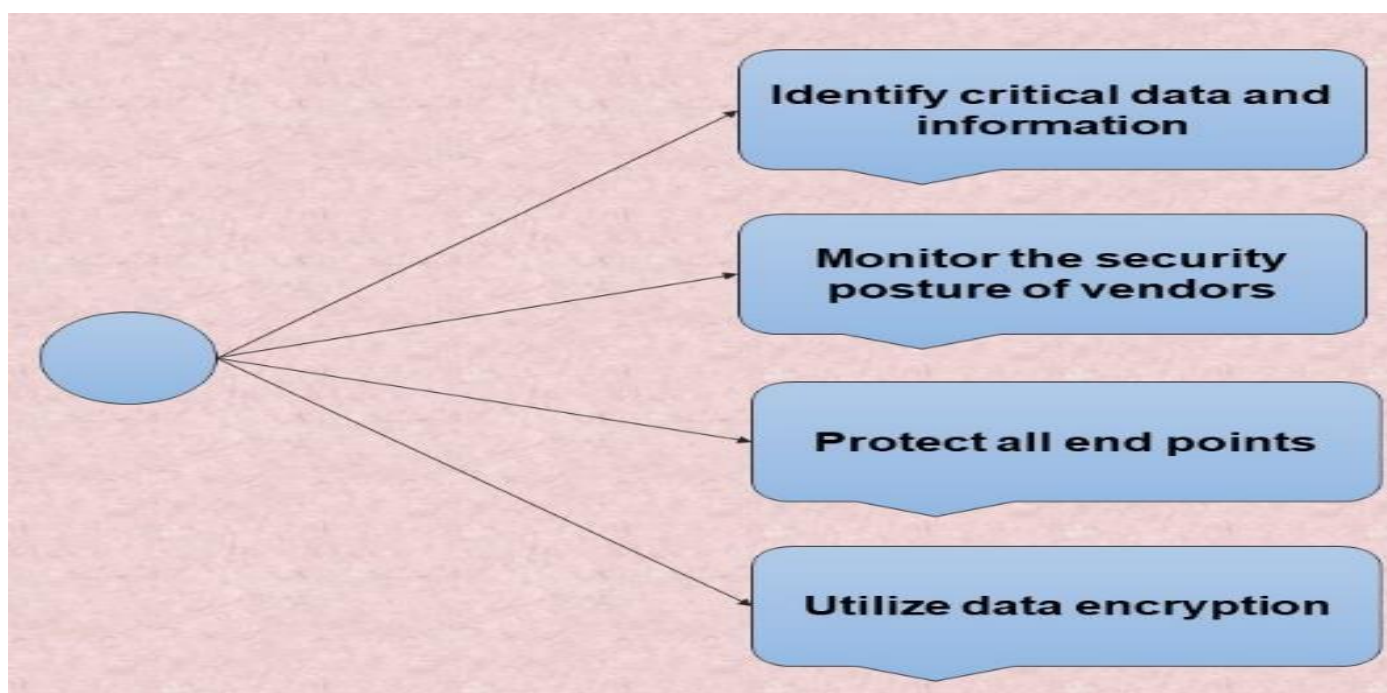 Identify critical data and
information
Monitor the security
posture of vendors
Protect all end points
Utilize data encryption